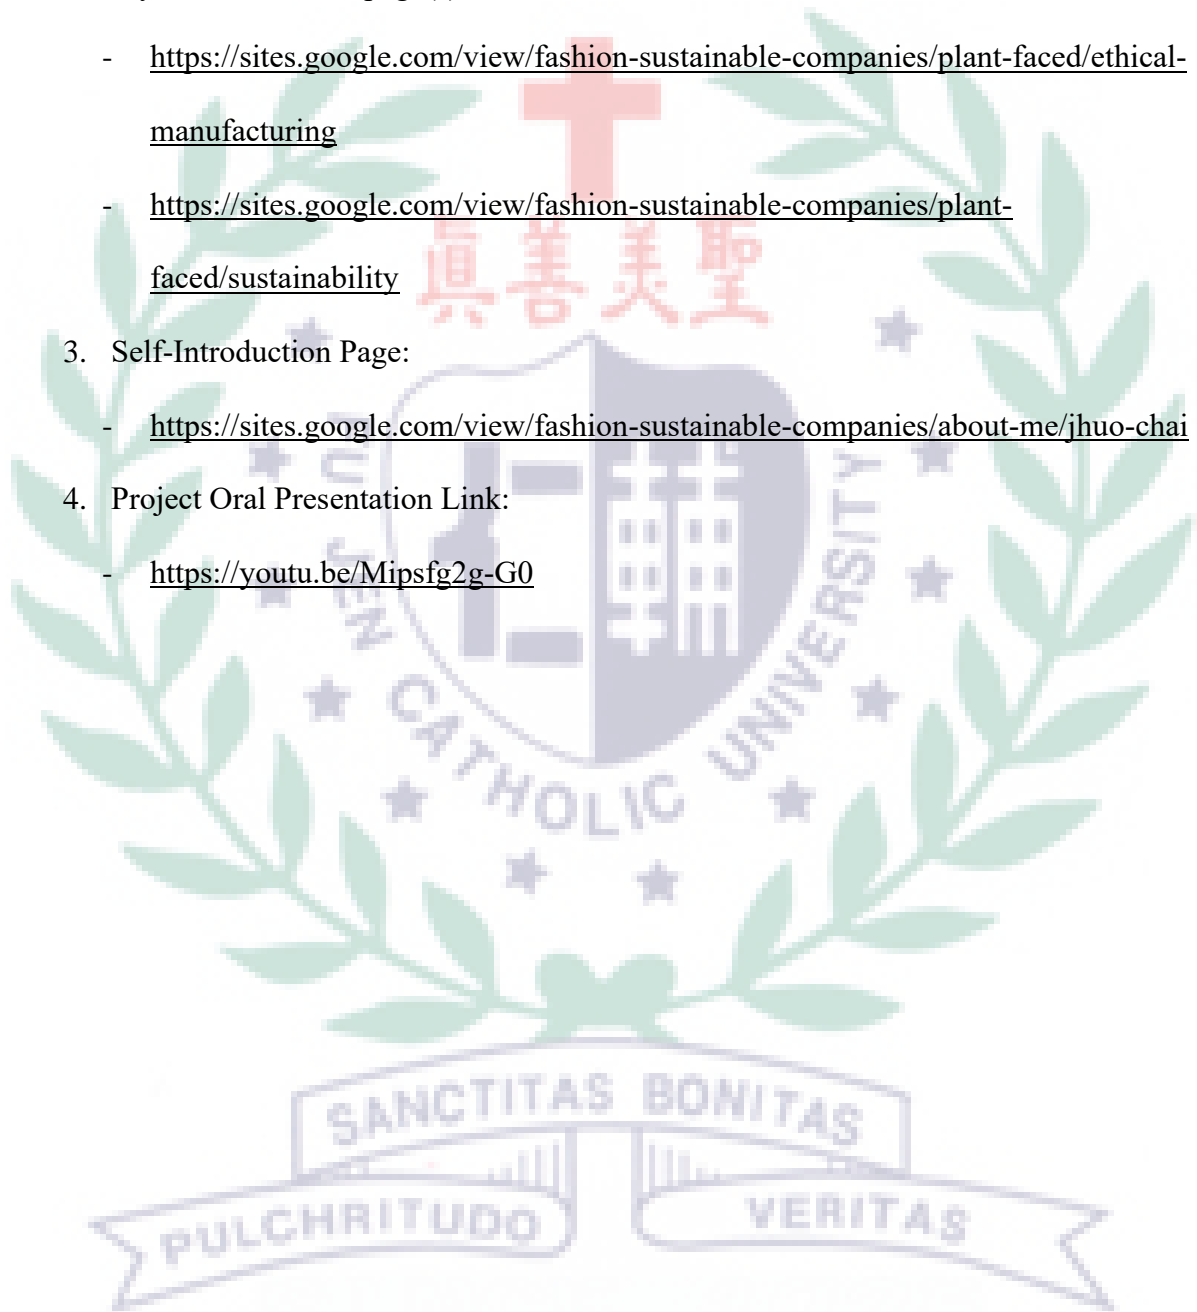 - https://sites.google.com/view/fashion-sustainable-companies/plant-faced/ethical-
manufacturing
- https://sites.google.com/view/fashion-sustainable-companies/plant-
faced/sustainability
真善美聖
3. Self-Introduction Page:
- https://sites.google.com/view/fashion-sustainable-companies/about-me/jhuo-chai
4. Project Oral Presentation Link:
- https://youtu.be/Mipsfg2g-G0
FU JEN CATHOLIC UNIVERSITY
SANCTITAS BONITAS
PULCHRITUDO VERITAS